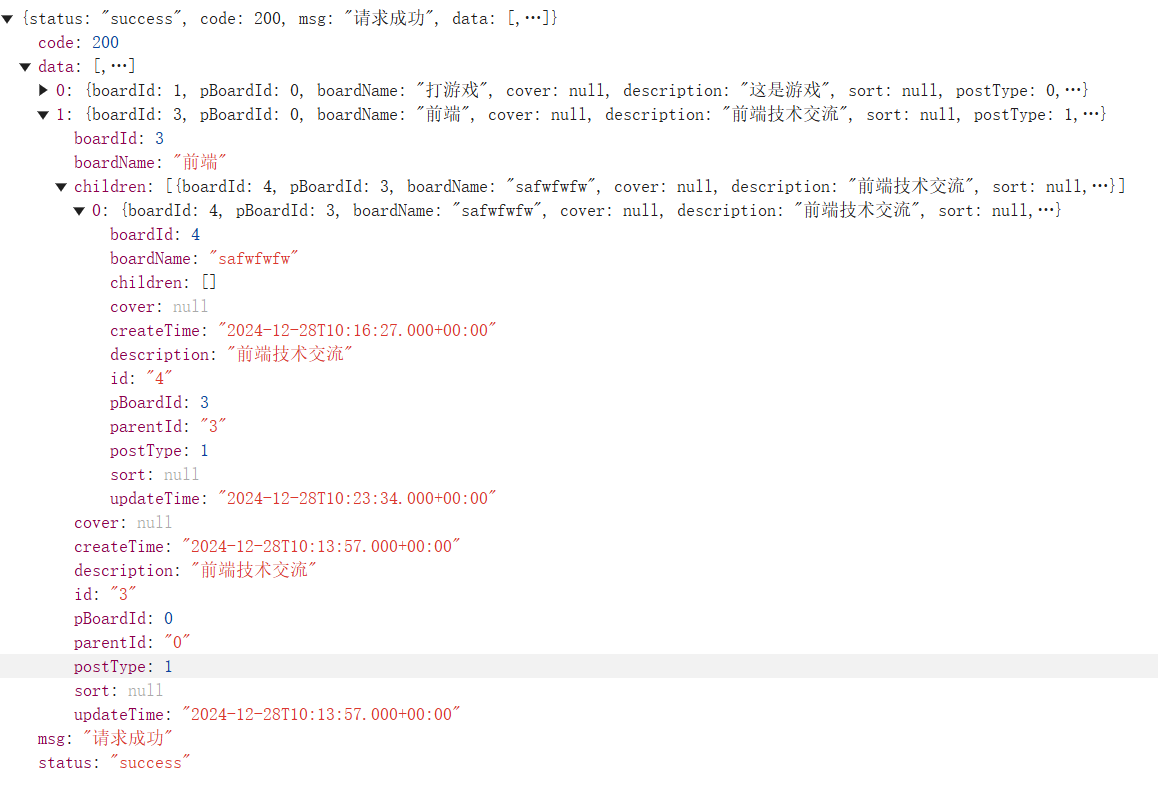 {status: "success", code: 200, msg: "请求成功", data: [,…]}
code: 200
data: [,…]
0: {boardId: 1, pBoardId: 0, boardName: "打游戏", cover: null, description: "这是游戏", sort: null, postType: 0,…}
1: {boardId: 3, pBoardId: 0, boardName: "前端", cover: null, description: "前端技术交流", sort: null, postType: 1,…}
boardId: 3
boardName: "前端"
children: [{boardId: 4, pBoardId: 3, boardName: "safwfwfw", cover: null, description: "前端技术交流", sort: null,…}]
0: {boardId: 4, pBoardId: 3, boardName: "safwfwfw", cover: null, description: "前端技术交流", sort: null,…}
boardId: 4
boardName: "safwfwfw"
children: []
cover: null
createTime: "2024-12-28T10:16:27.000+00:00"
description: "前端技术交流"
id: "4"
pBoardId: 3
parentId: "3"
postType: 1
sort: null
updateTime: "2024-12-28T10:23:34.000+00:00"
cover: null
createTime: "2024-12-28T10:13:57.000+00:00"
description: "前端技术交流"
id: "3"
pBoardId: 0
parentId: "0"
postType: 1
sort: null
updateTime: "2024-12-28T10:13:57.000+00:00"
msg: "请求成功"
status: "success"